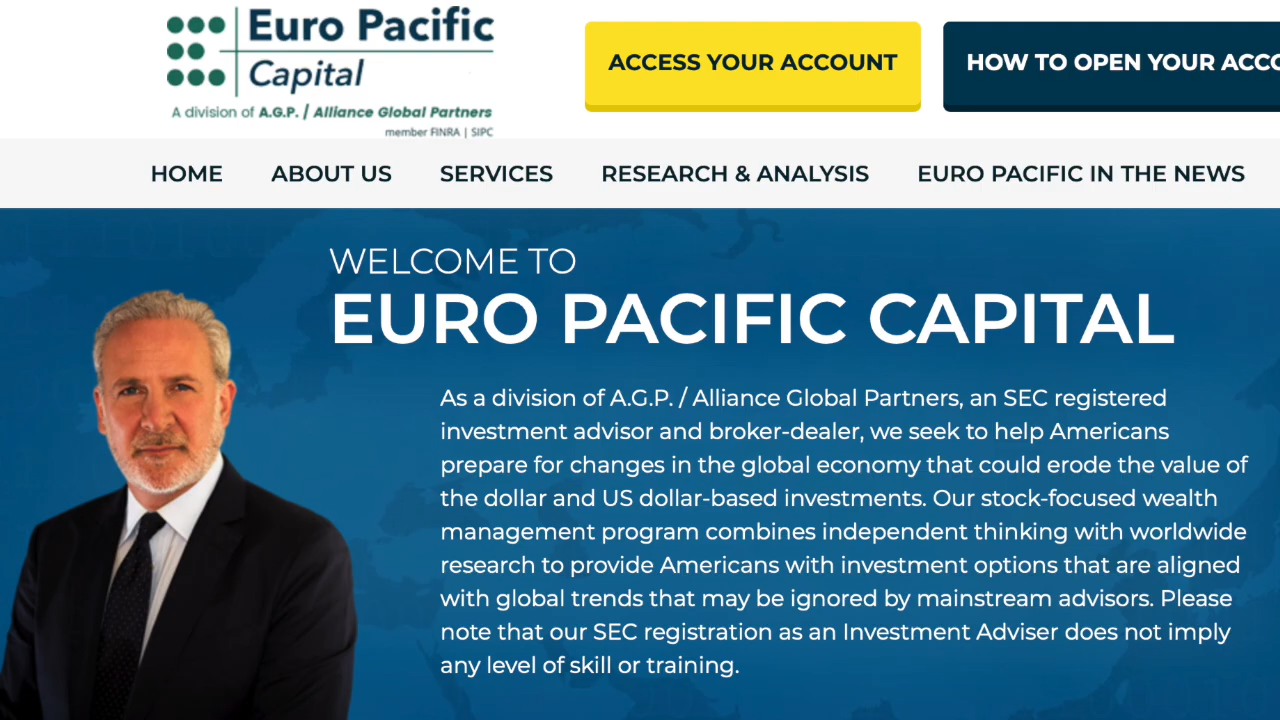 Euro Pacific
Capital
A division of A.G.P. / Alliance Global Partners
member FINRA | SIPC
ACCESS YOUR ACCOUNT
HOW TO OPEN YOUR
HOME
ABOUT US
SERVICES
RESEARCH & ANALYSIS
EURO PACIFIC IN THE NEWS
WELCOME TO
EURO PACIFIC CAPITAL
As a division of A.G.P. / Alliance Global Partners, an SEC registered
investment advisor and broker-dealer, we seek to help Americans
prepare for changes in the global economy that could erode the value of
the dollar and US dollar-based investments. Our stock-focused wealth
management program combines independent thinking with worldwide
research to provide Americans with investment options that are aligned
with global trends that may be ignored by mainstream advisors. Please
note that our SEC registration as an Investment Adviser does not imply
any level of skill or training.